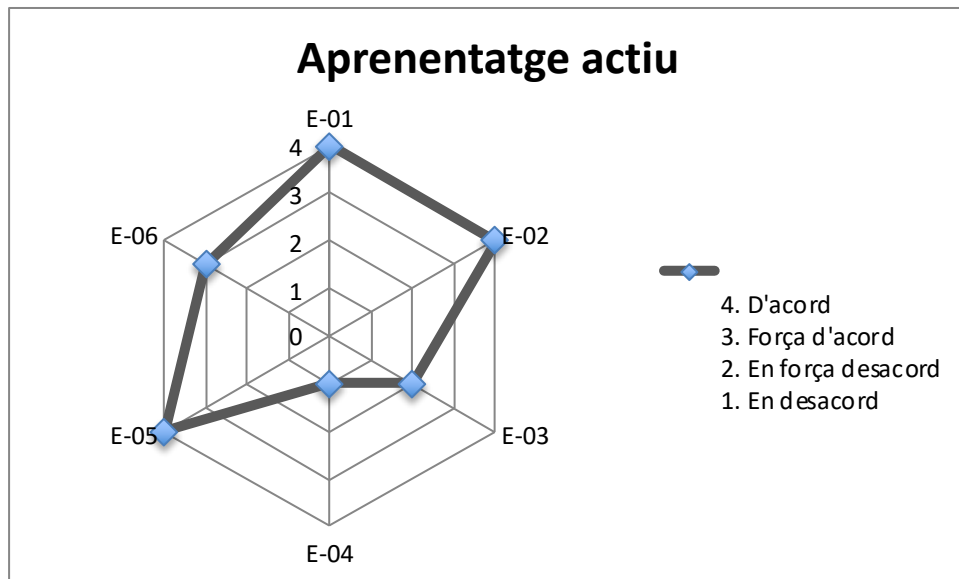 Aprenentatge actiu
E-01
4
3
E-06
E-02
2
1
0
E-05
E-03
E-04
4. D'acord
3. Força d'acord
2. En força desacord
1. En desacord